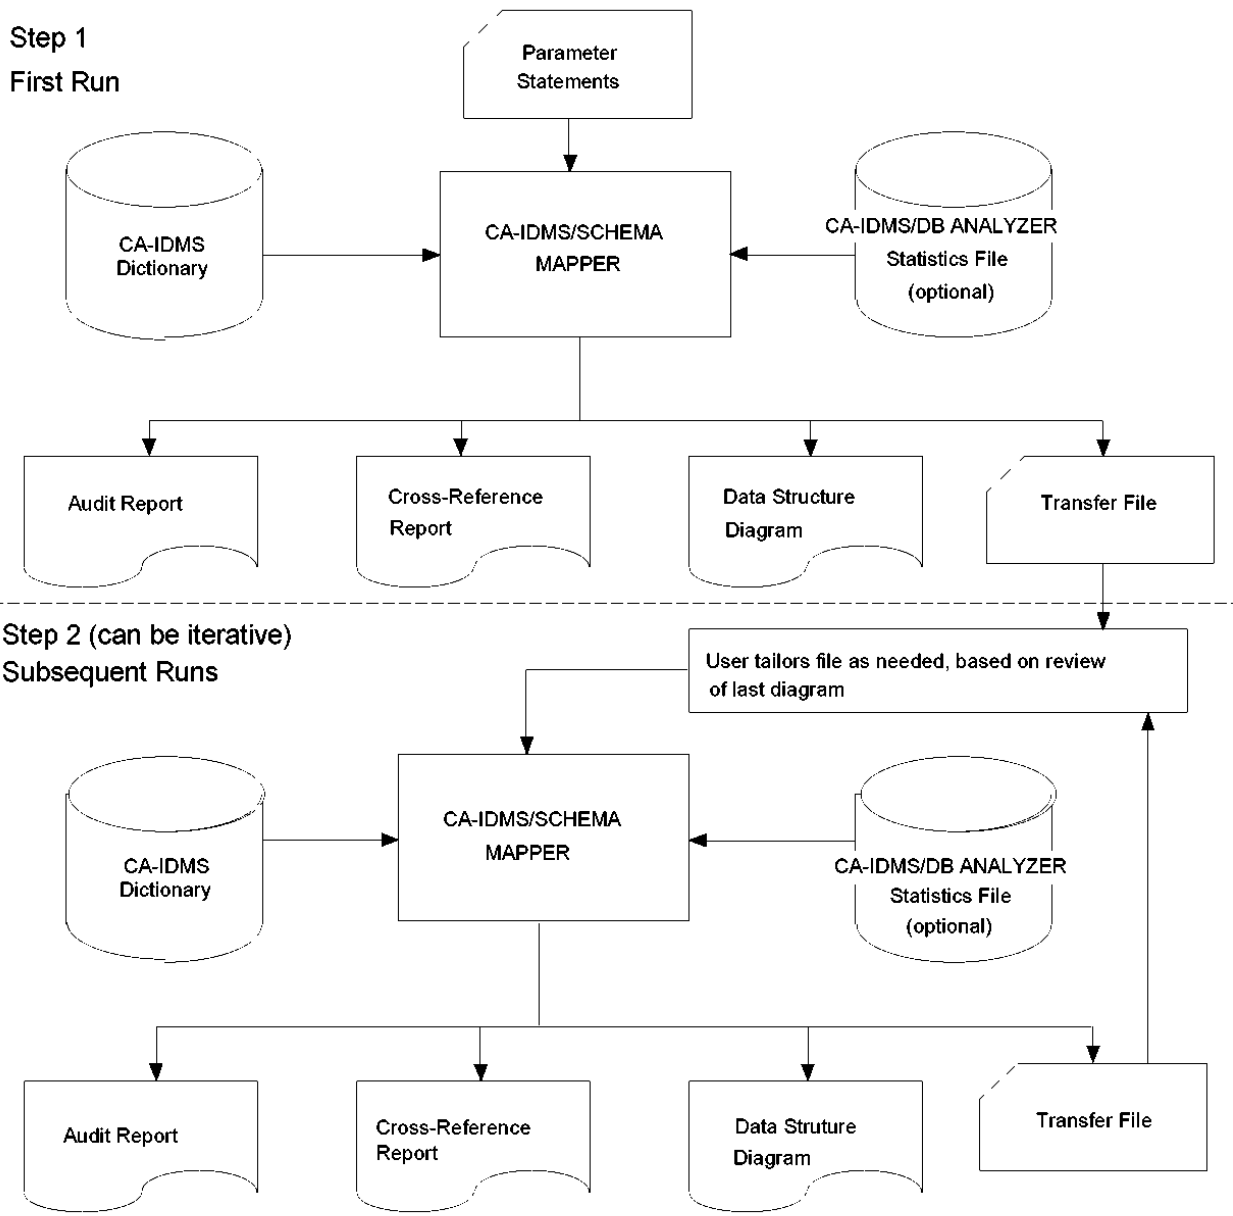 Step 1
First Run
Parameter
Statements
CA-IDMS
Dictionary
CA-IDMS/SCHEMA
MAPPER
CA-IDMS/DB ANALYZER
Statistics File
(optional)
Audit Report
Cross-Reference
Report
Data Structure
Diagram
Transfer File
Step 2 (can be iterative)
Subsequent Runs
User tailors file as needed, based on review
of last diagram
CA-IDMS
Dictionary
CA-IDMS/SCHEMA
MAPPER
CA-IDMS/DB ANALYZER
Statistics File
(optional)
Audit Report
Cross-Reference
Report
Data Struture
Diagram
Transfer File